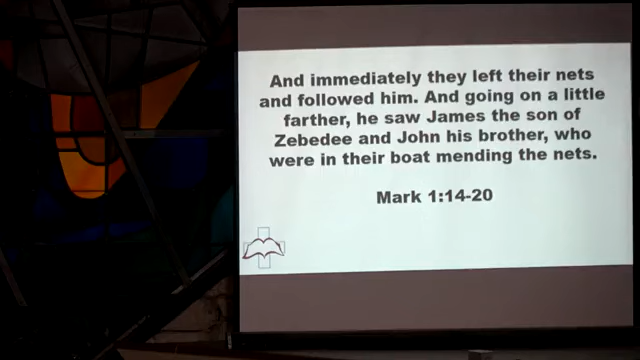 And immediately they left their nets
and followed him. And going on a little
farther, he saw James the son of
Zebedee and John his brother, who
were in their boat mending the nets.
Mark 1:14-20